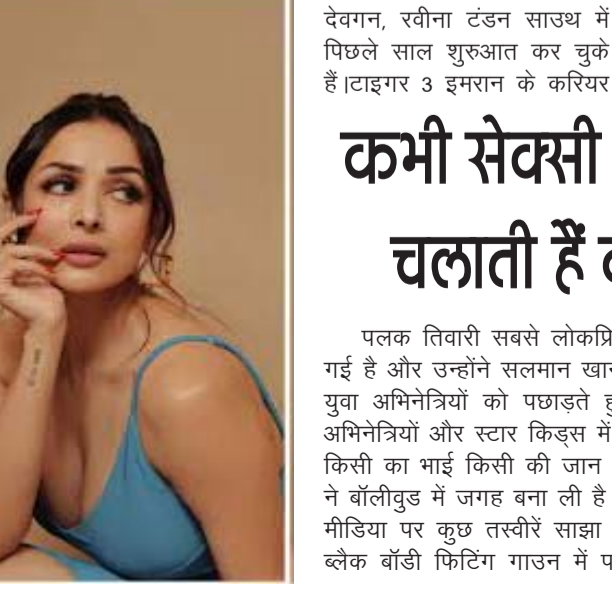 देवगन, रवीना टंडन साउथ में
पिछले साल शुरुआत कर चुके
हैं।टाइगर 3 इमरान के करियर
कभी सेक्सी
चलाती हैं
पलक तिवारी सबसे लोकप्रि
गई है और उन्होंने सलमान खान
युवा अभिनेत्रियों को पछाड़ते हु
अभिनेत्रियों और स्टार किड्स में
किसी का भाई किसी की जान
ने बॉलीवुड में जगह बना ली है
मीडिया पर कुछ तस्वीरें साझा
ब्लैक बॉडी फिटिंग गाउन में प